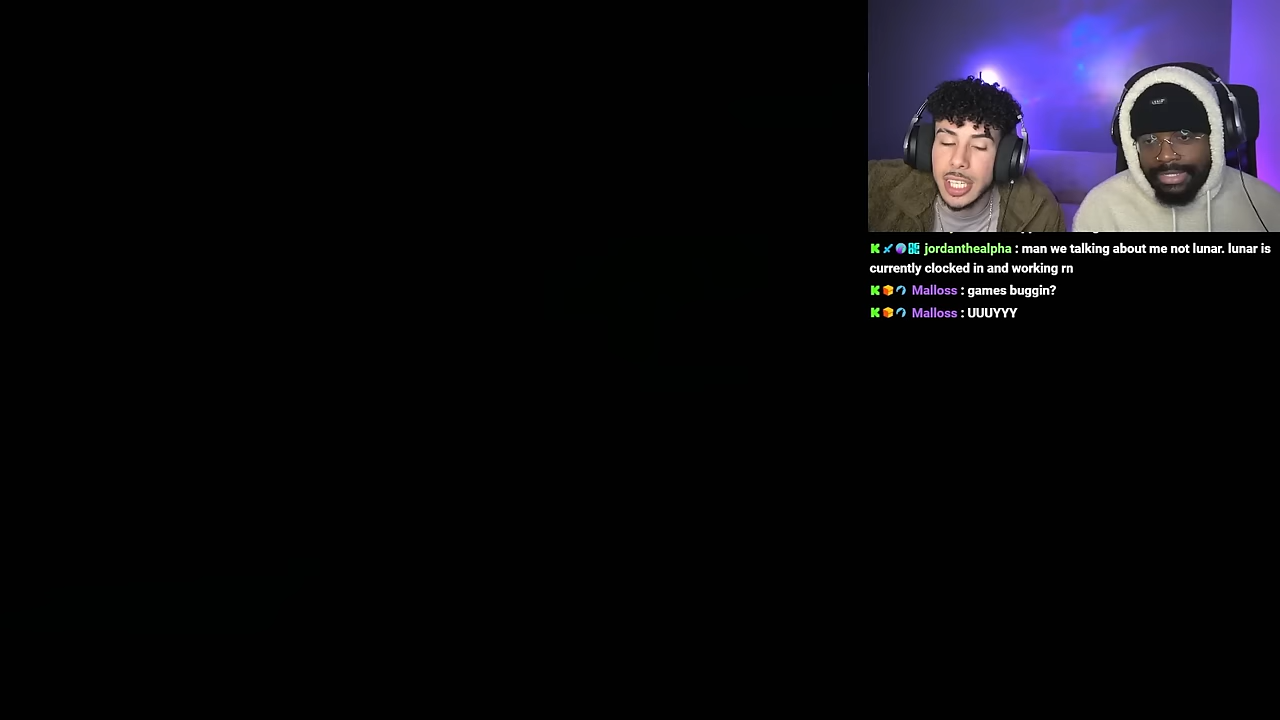 jordanthealpha : man we talking about me not lunar. lunar is
currently clocked in and working rn
Malloss : games buggin?
Malloss : UUUYYY